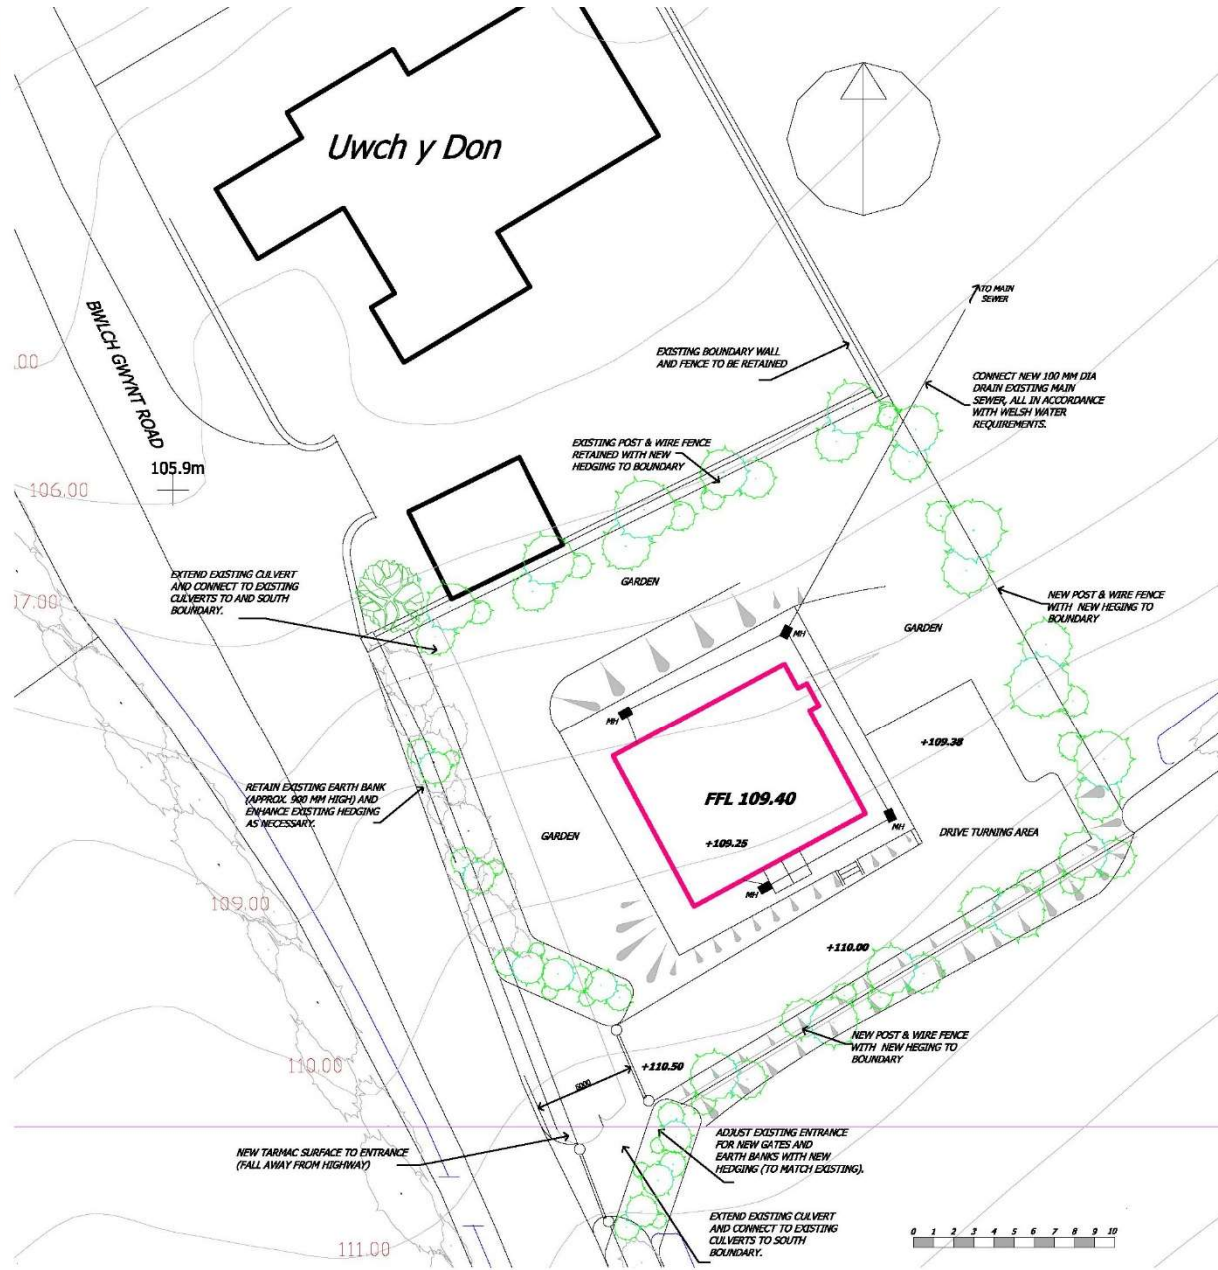 Uwch y Don
BWLCH GWYNT ROAD
105.9m
TO MAIN
SEWER
EXISTING BOUNDARY WALL
AND FENCE TO BE RETAINED
CONNECT NEW 100 MM DIA
DRAIN EXISTING MAIN
SEWER, ALL IN ACCORDANCE
WITH WELSH WATER
REQUIREMENTS.
EXISTING POST & WIRE FENCE
RETAINED WITH NEW
HEDGING TO BOUNDARY
.00
106.00
EXTEND EXISTING CULVERT
AND CONNECT TO EXISTING
CULVERTS TO AND SOUTH
BOUNDARY.
GARDEN
07.00
NEW POST & WIRE FENCE
WITH NEW HEGING TO
BOUNDARY
GARDEN
MH
MH
+109.38
RETAIN EXISTING EARTH BANK
(APPROX. 900 MM HIGH) AND
ENHANCE EXISTING HEDGING
AS NECESSARY.
FFL 109.40
GARDEN
+109.25
MH
DRIVE TURNING AREA
MH
109.00
+110.00
NEW POST & WIRE FENCE
WITH NEW HEGING TO
BOUNDARY
110.00
+110.50
5000
NEW TARMAC SURFACE TO ENTRANCE
(FALL AWAY FROM HIGHWAY)
ADJUST EXISTING ENTRANCE
FOR NEW GATES AND
EARTH BANKS WITH NEW
HEDGING (TO MATCH EXISTING).
EXTEND EXISTING CULVERT
AND CONNECT TO EXISTING
CULVERTS TO SOUTH
BOUNDARY.
111.00
0 1 2 3 4 5 6 7 8 9 10